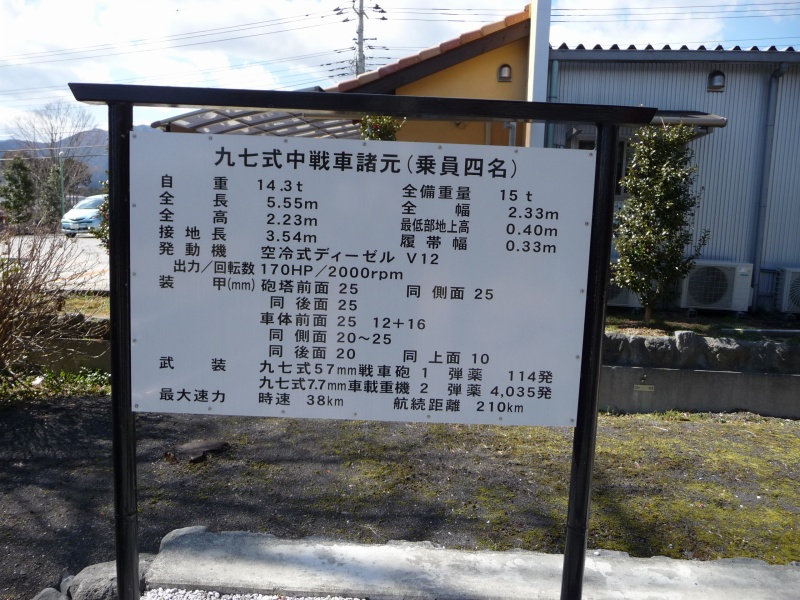 九七式中戦車諸元(乗員四名)
自重 14.3t 全備重量 15t
全長 5.55m 全幅 2.33m
全高 2.23m 最低部地上高 0.40m
接地長 3.54m 履帯幅 0.33m
発動機 空冷式ディーゼル V12
出力/回転数 170HP/2000rpm
装甲(mm) 砲塔前面 25 同側面 25
同後面 25
車体前面 25 12+16
同側面 20~25
同後面 20 同上面 10
武装 九七式57mm戦車砲 1 弾薬 114発
九七式7.7mm車載重機 2 弾薬 4,035発
最大速力 時速 38km 航続距離 210km